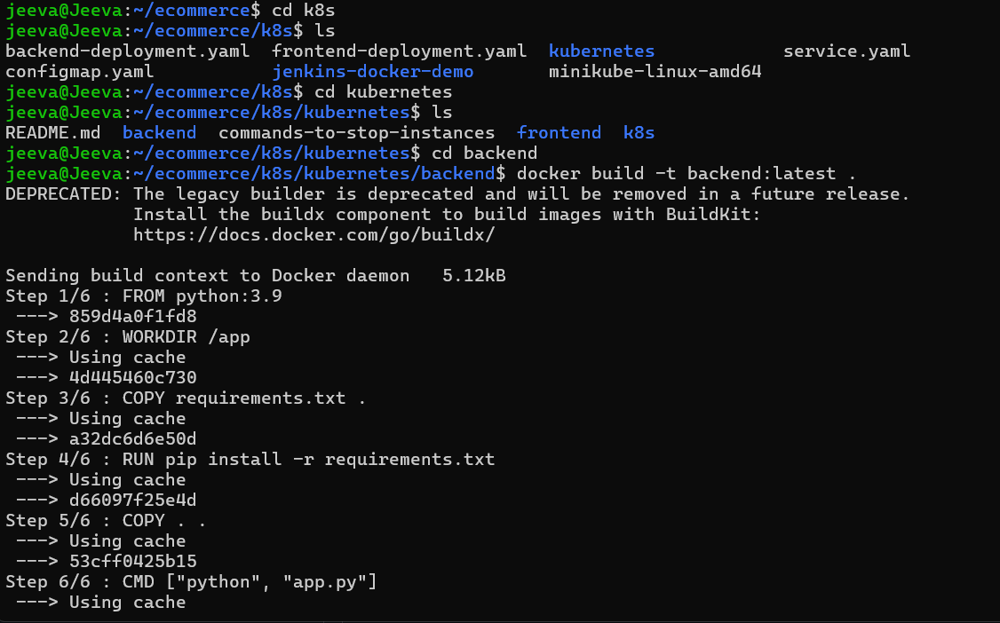 jeeva@Jeeva:~/ecommerce$ cd k8s
jeeva@Jeeva:~/ecommerce/k8s$ ls
backend-deployment.yaml  frontend-deployment.yaml  kubernetes            service.yaml
configmap.yaml           jenkins-docker-demo       minikube-linux-amd64
jeeva@Jeeva:~/ecommerce/k8s$ cd kubernetes
jeeva@Jeeva:~/ecommerce/k8s/kubernetes$ ls
README.md  backend  commands-to-stop-instances  frontend  k8s
jeeva@Jeeva:~/ecommerce/k8s/kubernetes$ cd backend
jeeva@Jeeva:~/ecommerce/k8s/kubernetes/backend$ docker build -t backend:latest .
DEPRECATED: The legacy builder is deprecated and will be removed in a future release.
            Install the buildx component to build images with BuildKit:
            https://docs.docker.com/go/buildx/

Sending build context to Docker daemon   5.12kB
Step 1/6 : FROM python:3.9
 ---> 859d4a0f1fd8
Step 2/6 : WORKDIR /app
 ---> Using cache
 ---> 4d445460c730
Step 3/6 : COPY requirements.txt .
 ---> Using cache
 ---> a32dc6d6e50d
Step 4/6 : RUN pip install -r requirements.txt
 ---> Using cache
 ---> d66097f25e4d
Step 5/6 : COPY . .
 ---> Using cache
 ---> 53cff0425b15
Step 6/6 : CMD ["python", "app.py"]
 ---> Using cache